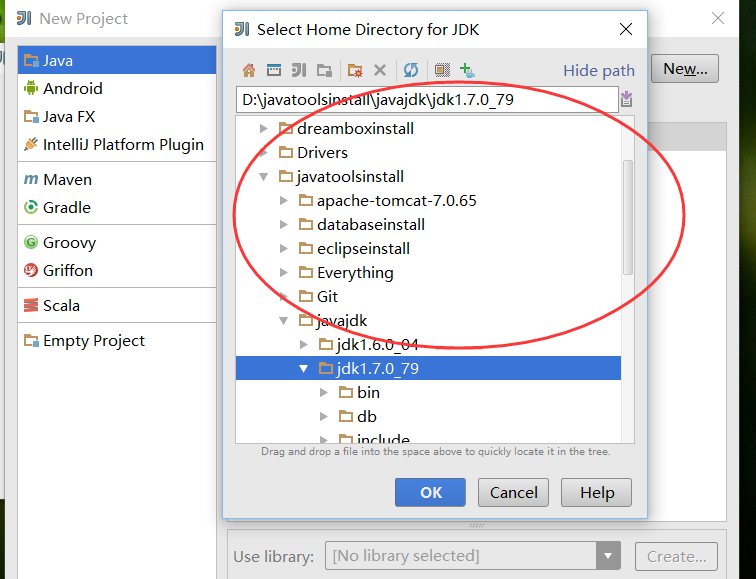 New Project
Select Home Directory for JDK
Java
Android
Java FX
IntelliJ Platform Plugin
Maven
Gradle
Groovy
Griffon
Scala
Empty Project
Hide path
New...
D:\javatoolsinstall\javajdk\jdk1.7.0_79
dreamboxinstall
Drivers
javatoolsinstall
apache-tomcat-7.0.65
databaseinstall
eclipseinstall
Everything
Git
javajdk
jdk1.6.0_04
jdk1.7.0_79
bin
db
include
Drag and drop a file into the space above to quickly locate it in the tree.
OK
Cancel
Help
Use library:
[No library selected]
Create...